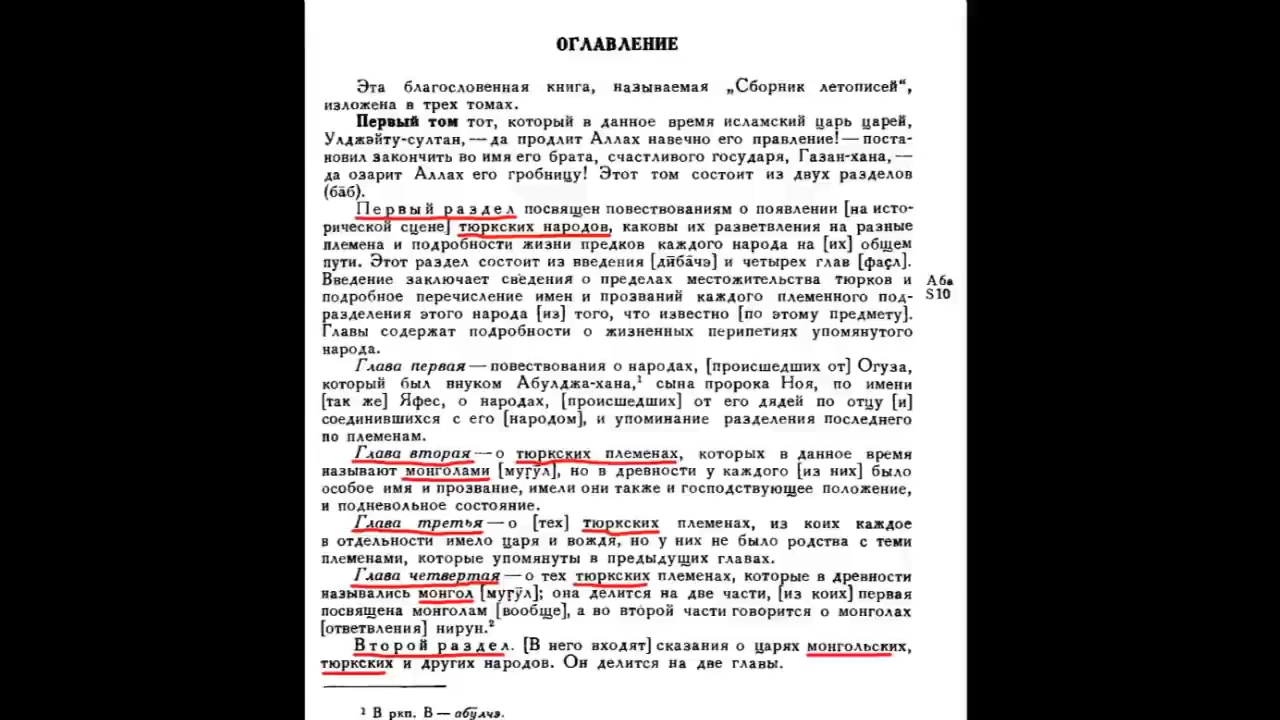 ОГЛАВЛЕНИЕ
Эта благословенная книга, называемая „Сборник летописей“,
изложена в трех томах.
Первый том тот, который в данное время исламский царь царей,
Улджэйту-султан, — да продлит Аллах навечно его правление! — поста-
новил закончить во имя его брата, счастливого государя, Газан-хана, —
да озарит Аллах его гробницу! Этот том состоит из двух разделов
(бāб).
Первый раздел посвящен повествованиям о появлении [на исто-
рической сцене] тюркских народов, каковы их разветвления на разные
племена и подробности жизни предков каждого народа на [их] общем
пути. Этот раздел состоит из введения [дӣбāчэ] и четырех глав [фаṣл].
Введение заключает сведения о пределах местожительства тюрков и
подробное перечисление имен и прозваний каждого племенного под-
разделения этого народа [из] того, что известно [по этому предмету].
Главы содержат подробности о жизненных перипетиях упомянутого
народа.
А6а
S10
Глава первая — повествования о народах, [происшедших от] Огуза,
который был внуком Абулджа-хана,¹ сына пророка Ноя, по имени
[так же] Яфес, о народах, [происшедших] от его дядей по отцу [и]
соединившихся с его [народом], и упоминание разделения последнего
по племенам.
Глава вторая — о тюркских племенах, которых в данное время
называют монголами [муг̣ӯл], но в древности у каждого [из них] было
особое имя и прозвание, имели они также и господствующее положение,
и подневольное состояние.
Глава третья — о [тех] тюркских племенах, из коих каждое
в отдельности имело царя и вождя, но у них не было родства с теми
племенами, которые упомянуты в предыдущих главах.
Глава четвертая — о тех тюркских племенах, которые в древности
назывались монгол [муг̣ӯл]; она делится на две части, [из коих] первая
посвящена монголам [вообще], а во второй части говорится о монголах
[ответвления] нирун.²
Второй раздел. [В него входят] сказания о царях монгольских,
тюркских и других народов. Он делится на две главы.
¹ В ркп. B — абӯлчэ.